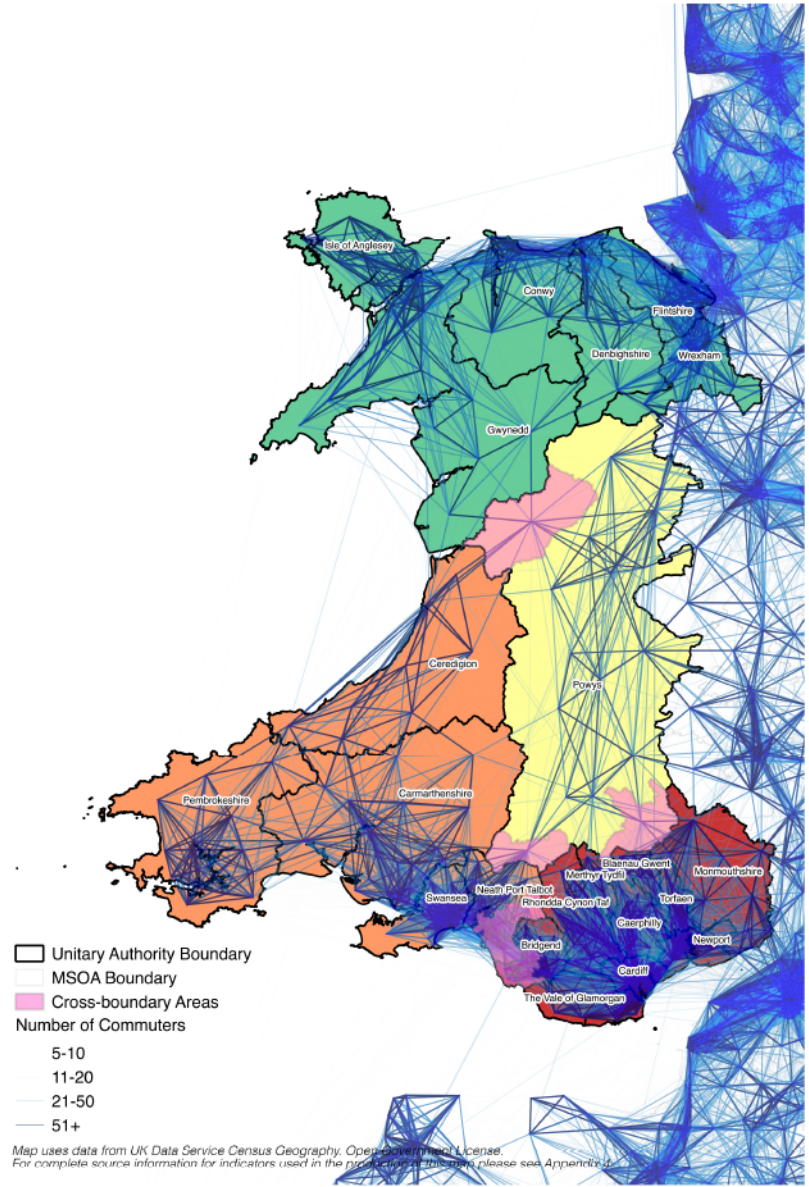 Isle of Anglesey
Conwy
Flintshire
Denbighshire
Wrexham
Gwynedd
Ceredigion
Powys
Pembrokeshire
Carmarthenshire
Blaenau Gwent
Merthyr Tydfil
Monmouthshire
Neath Port Talbot
Swansea
Rhondda Cynon Taf
Torfaen
Caerphilly
Newport
Bridgend
Cardiff
The Vale of Glamorgan
Unitary Authority Boundary
MSOA Boundary
Cross-boundary Areas
Number of Commuters
5-10
11-20
21-50
51+
Map uses data from UK Data Service Census Geography. Open Government License.
For complete source information for indicators used in the production of this map please see Appendix 4.